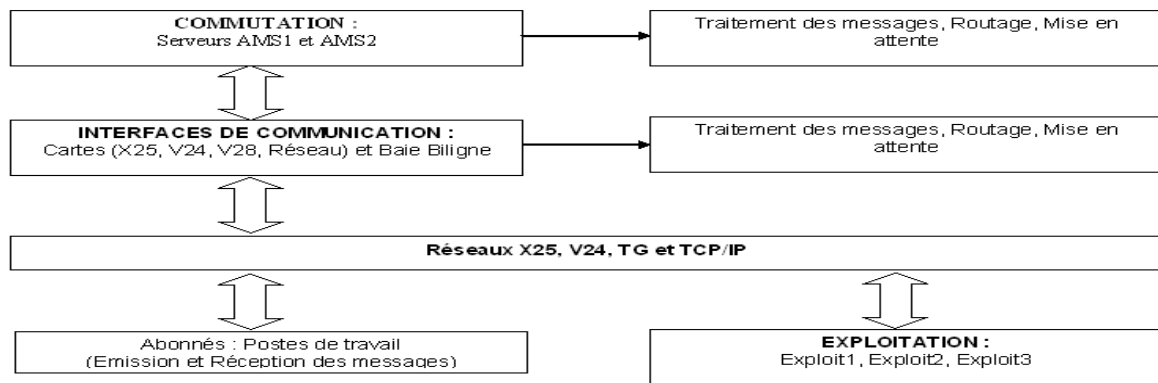 COMMUTATION :
Serveurs AMS1 et AMS2
Traitement des messages, Routage, Mise en
attente
INTERFACES DE COMMUNICATION :
Cartes (X25, V24, V28, Réseau) et Baie Biligne
Traitement des messages, Routage, Mise en
attente
Réseaux X25, V24, TG et TCP/IP
Abonnés : Postes de travail
(Emission et Réception des messages)
EXPLOITATION :
Exploit1, Exploit2, Exploit3